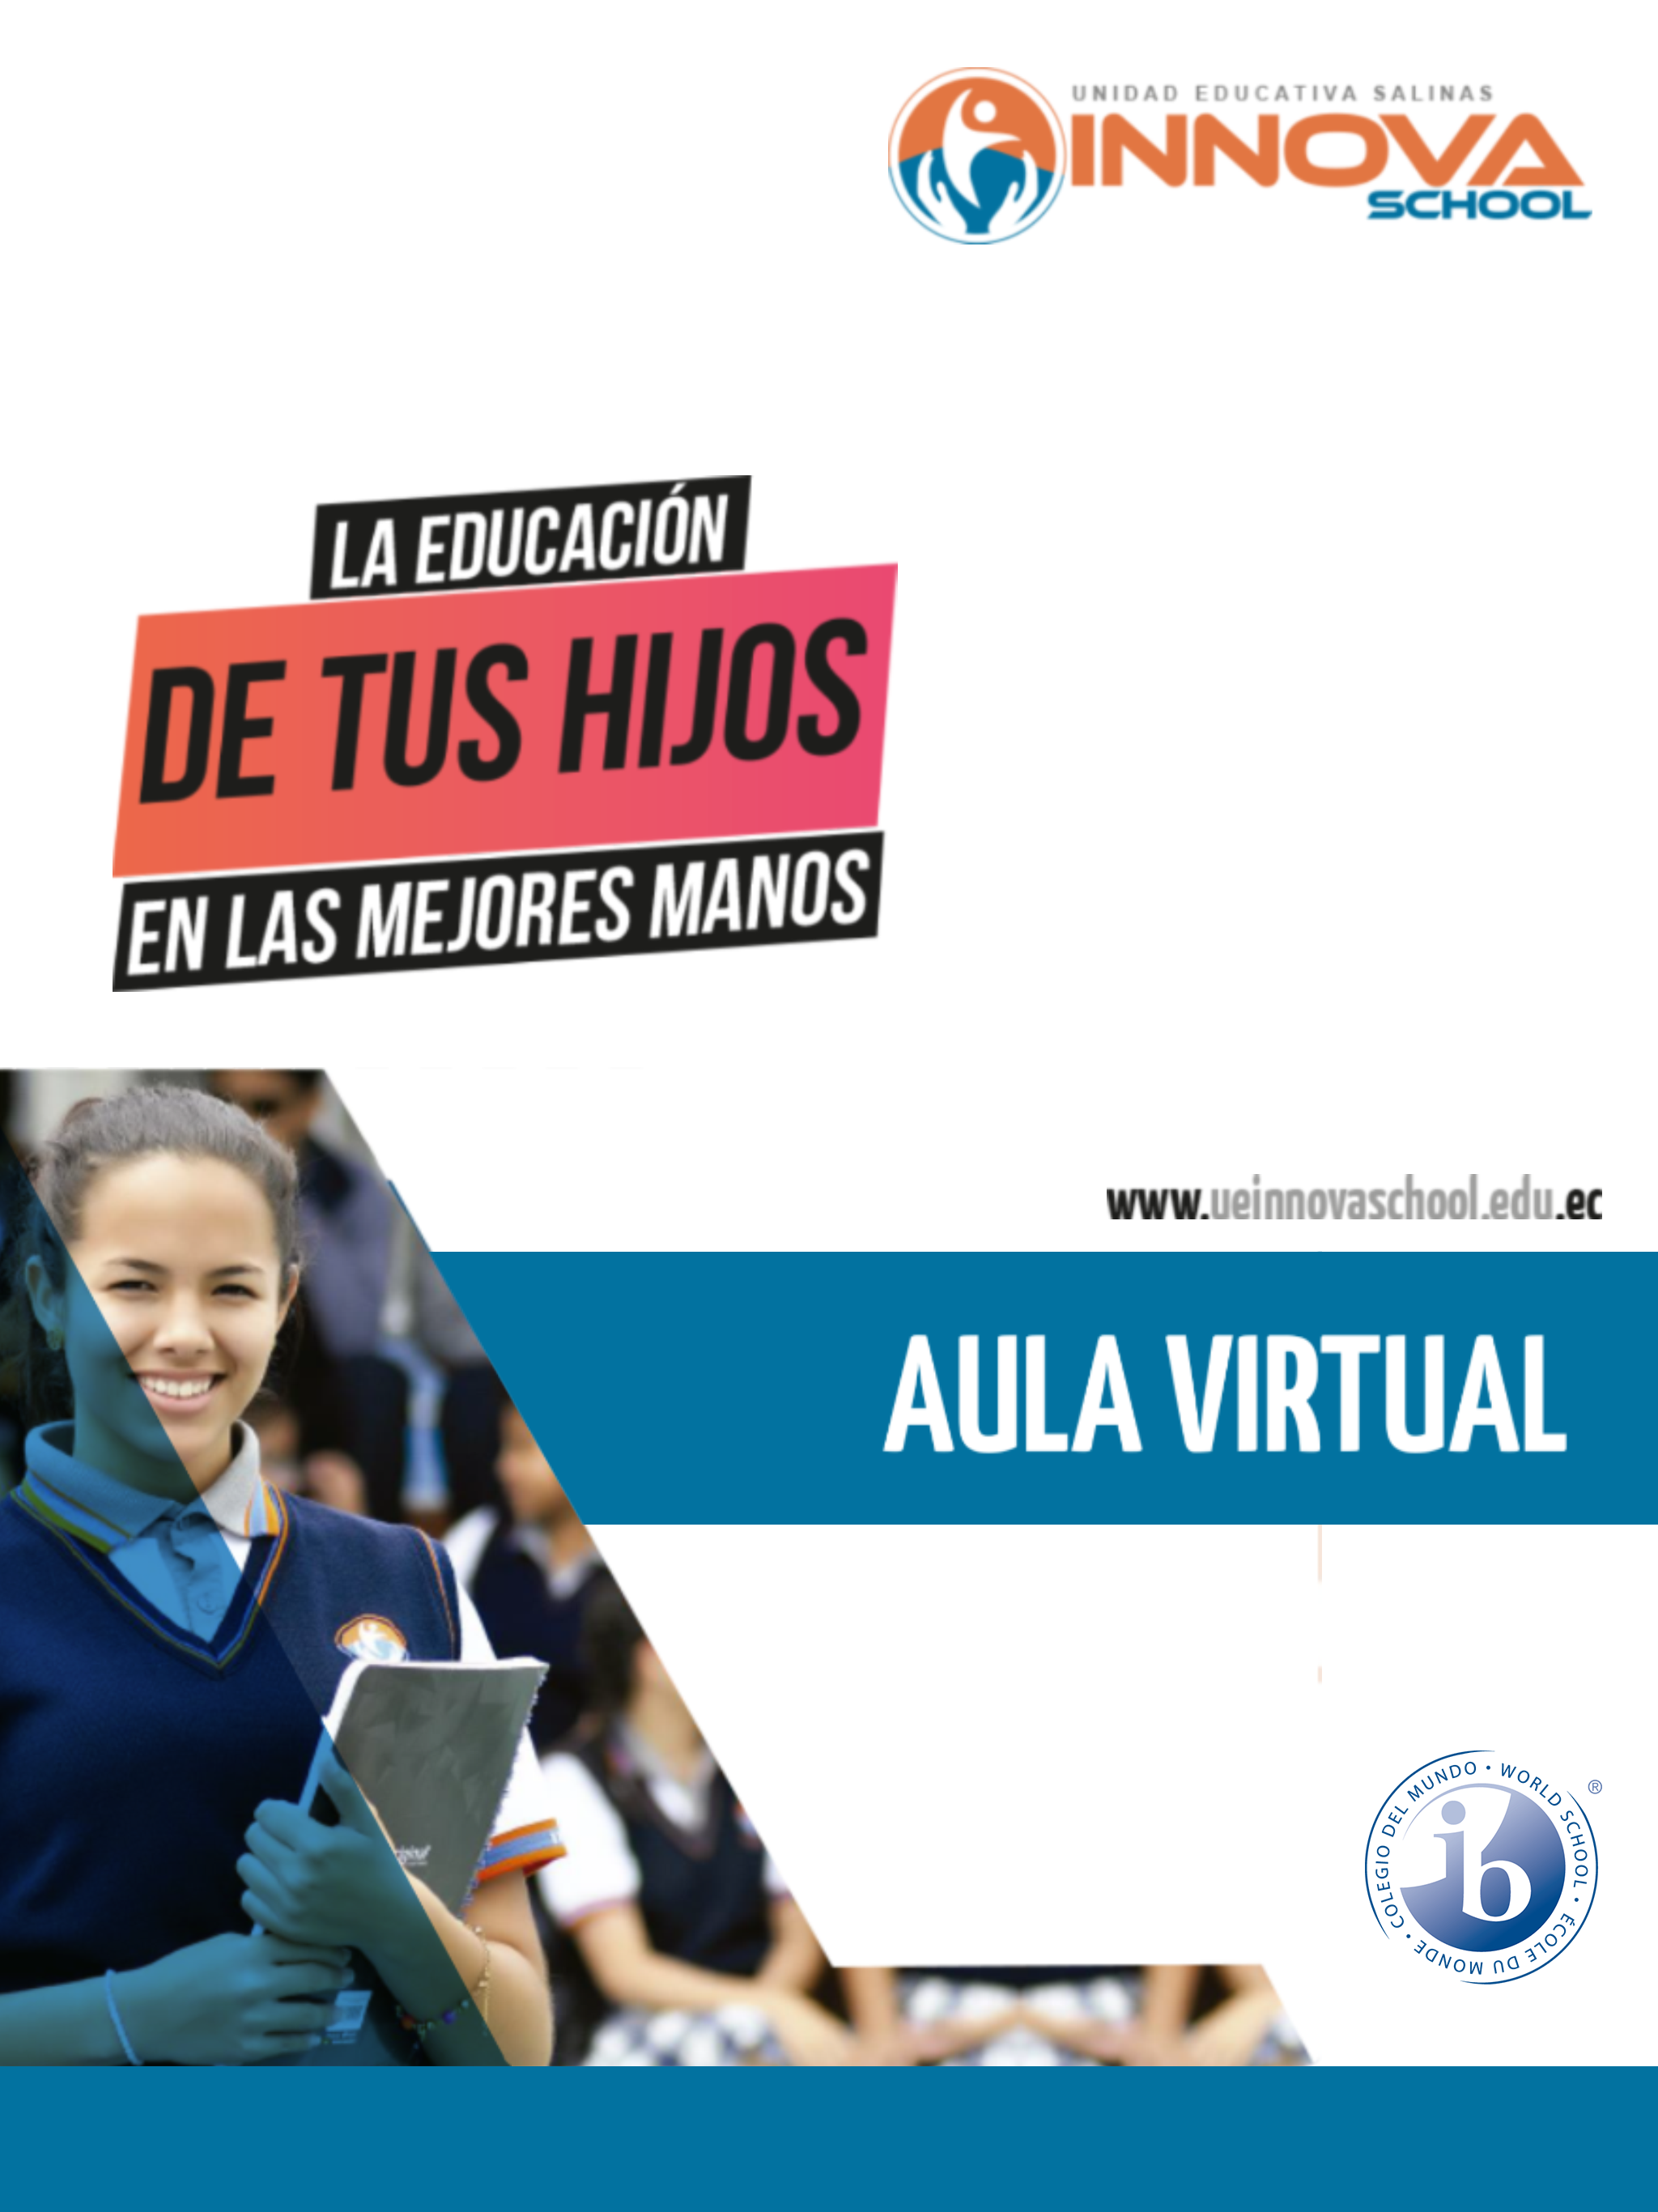 UNIDAD EDUCATIVA SALINAS
INNOVA
SCHOOL
LA EDUCACIÓN
DE TUS HIJOS
EN LAS MEJORES MANOS
www.ueinnovaschool.edu.ec
AULA VIRTUAL
COLEGIO DEL MUNDO • WORLD SCHOOL • ÉCOLE DU MONDE •
®
ib